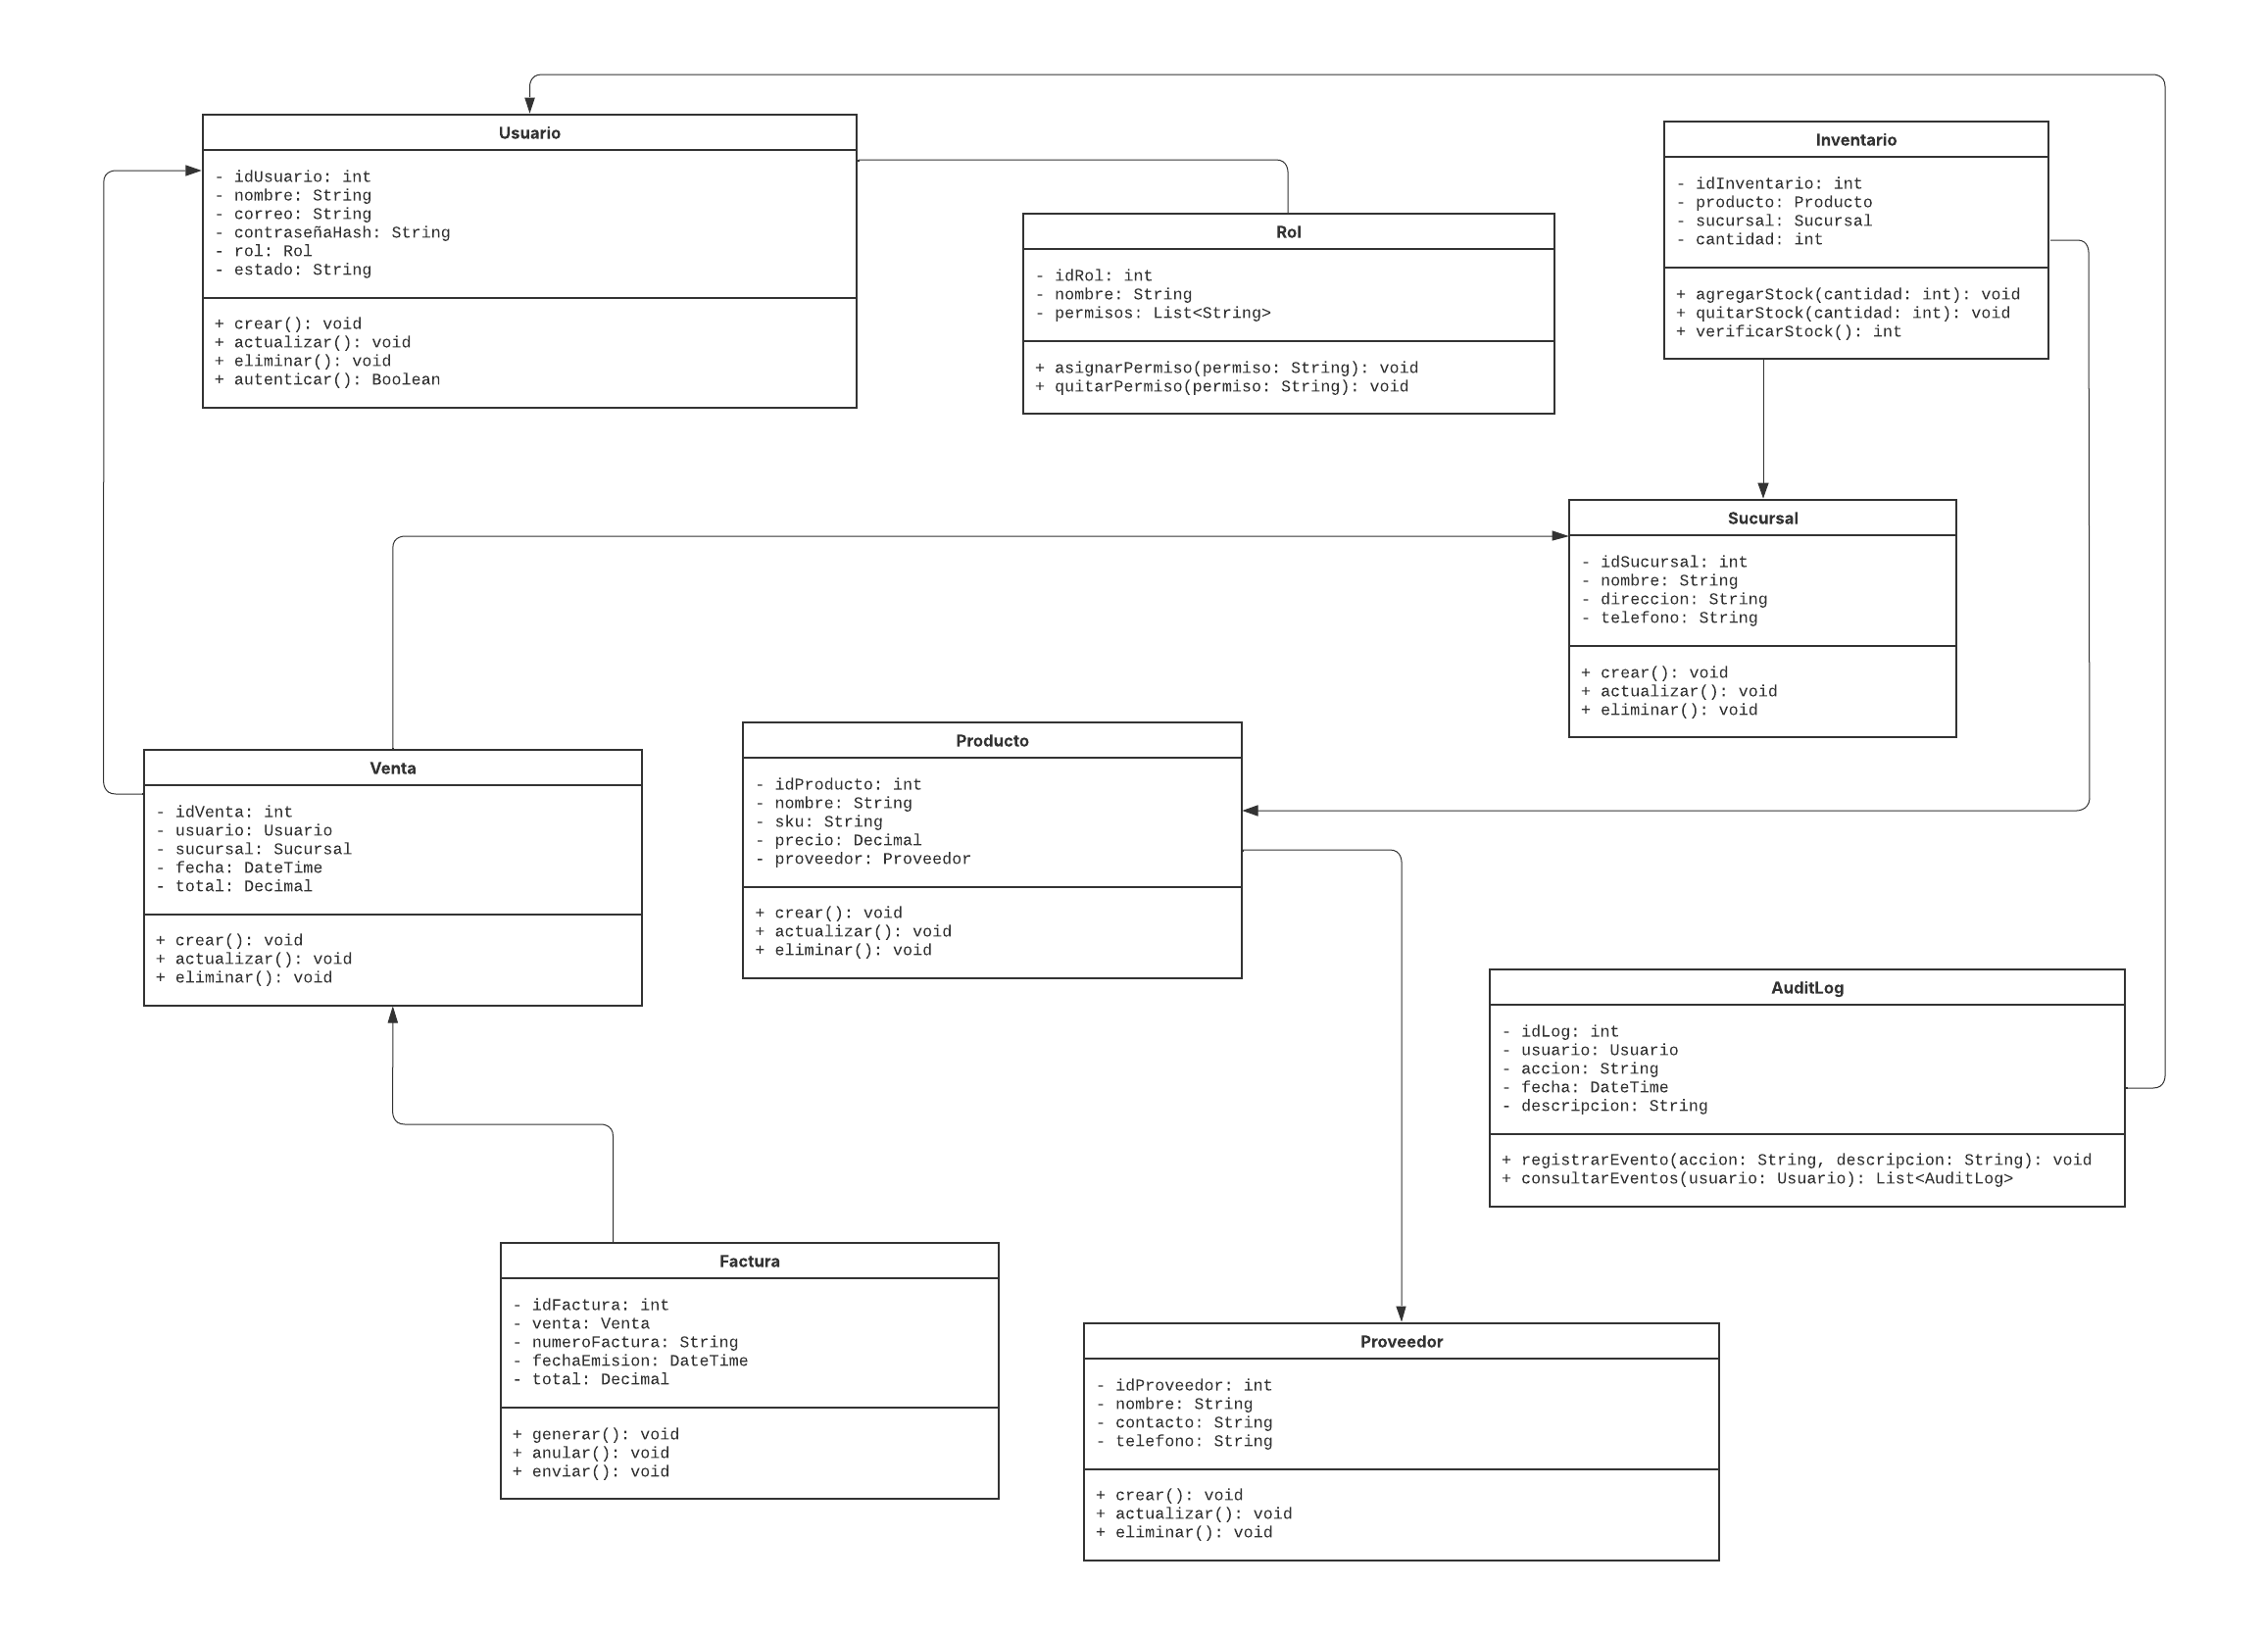 Usuario
- idUsuario: int
- nombre: String
- correo: String
- contraseñaHash: String
- rol: Rol
- estado: String
+ crear(): void
+ actualizar(): void
+ eliminar(): void
+ autenticar(): Boolean
Rol
- idRol: int
- nombre: String
- permisos: List<String>
+ asignarPermiso(permiso: String): void
+ quitarPermiso(permiso: String): void
Inventario
- idInventario: int
- producto: Producto
- sucursal: Sucursal
- cantidad: int
+ agregarStock(cantidad: int): void
+ quitarStock(cantidad: int): void
+ verificarStock(): int
Sucursal
- idSucursal: int
- nombre: String
- direccion: String
- telefono: String
+ crear(): void
+ actualizar(): void
+ eliminar(): void
Venta
- idVenta: int
- usuario: Usuario
- sucursal: Sucursal
- fecha: DateTime
- total: Decimal
+ crear(): void
+ actualizar(): void
+ eliminar(): void
Producto
- idProducto: int
- nombre: String
- sku: String
- precio: Decimal
- proveedor: Proveedor
+ crear(): void
+ actualizar(): void
+ eliminar(): void
AuditLog
- idLog: int
- usuario: Usuario
- accion: String
- fecha: DateTime
- descripcion: String
+ registrarEvento(accion: String, descripcion: String): void
+ consultarEventos(usuario: Usuario): List<AuditLog>
Factura
- idFactura: int
- venta: Venta
- numeroFactura: String
- fechaEmision: DateTime
- total: Decimal
+ generar(): void
+ anular(): void
+ enviar(): void
Proveedor
- idProveedor: int
- nombre: String
- contacto: String
- telefono: String
+ crear(): void
+ actualizar(): void
+ eliminar(): void